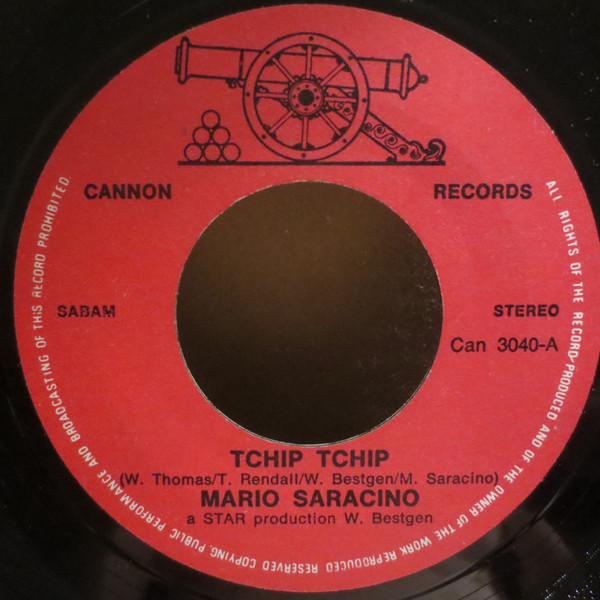 CANNON RECORDS
SABAM
STEREO
Can 3040-A
TCHIP TCHIP
(W. Thomas/T. Rendall/W. Bestgen/M. Saracino)
MARIO SARACINO
a STAR production W. Bestgen
ALL RIGHTS OF THE RECORD-PRODUCED AND OF THE OWNER OF THE WORK REPRODUCED RESERVED COPYING, PUBLIC PERFORMANCE AND BROADCASTING OF THIS RECORD PROHIBITED.